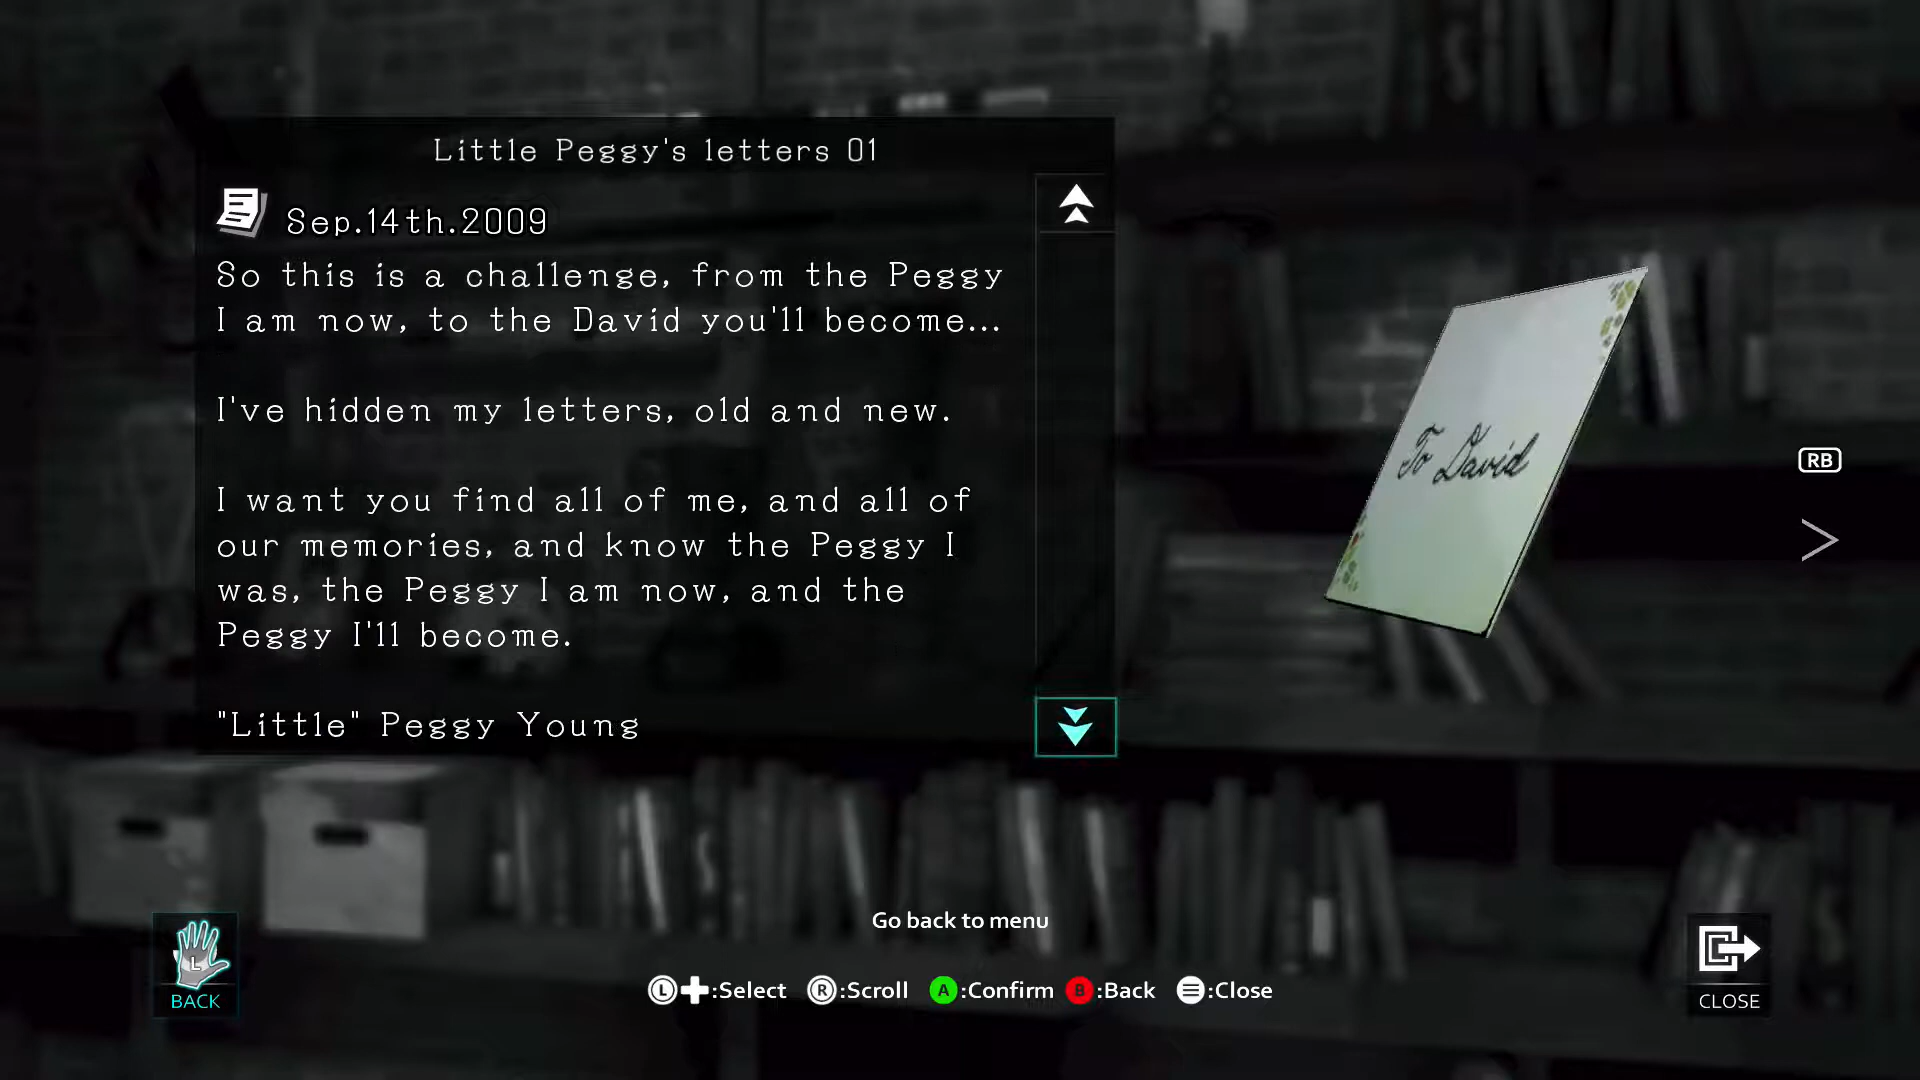 Little Peggy's letters 01
Sep.14th.2009
So this is a challenge, from the Peggy
I am now, to the David you'll become...
I've hidden my letters, old and new.
I want you find all of me, and all of
our memories, and know the Peggy I
was, the Peggy I am now, and the
Peggy I'll become.
"Little" Peggy Young
To David
RB
Go back to menu
L
BACK
L :Select R :Scroll A :Confirm B :Back :Close
CLOSE